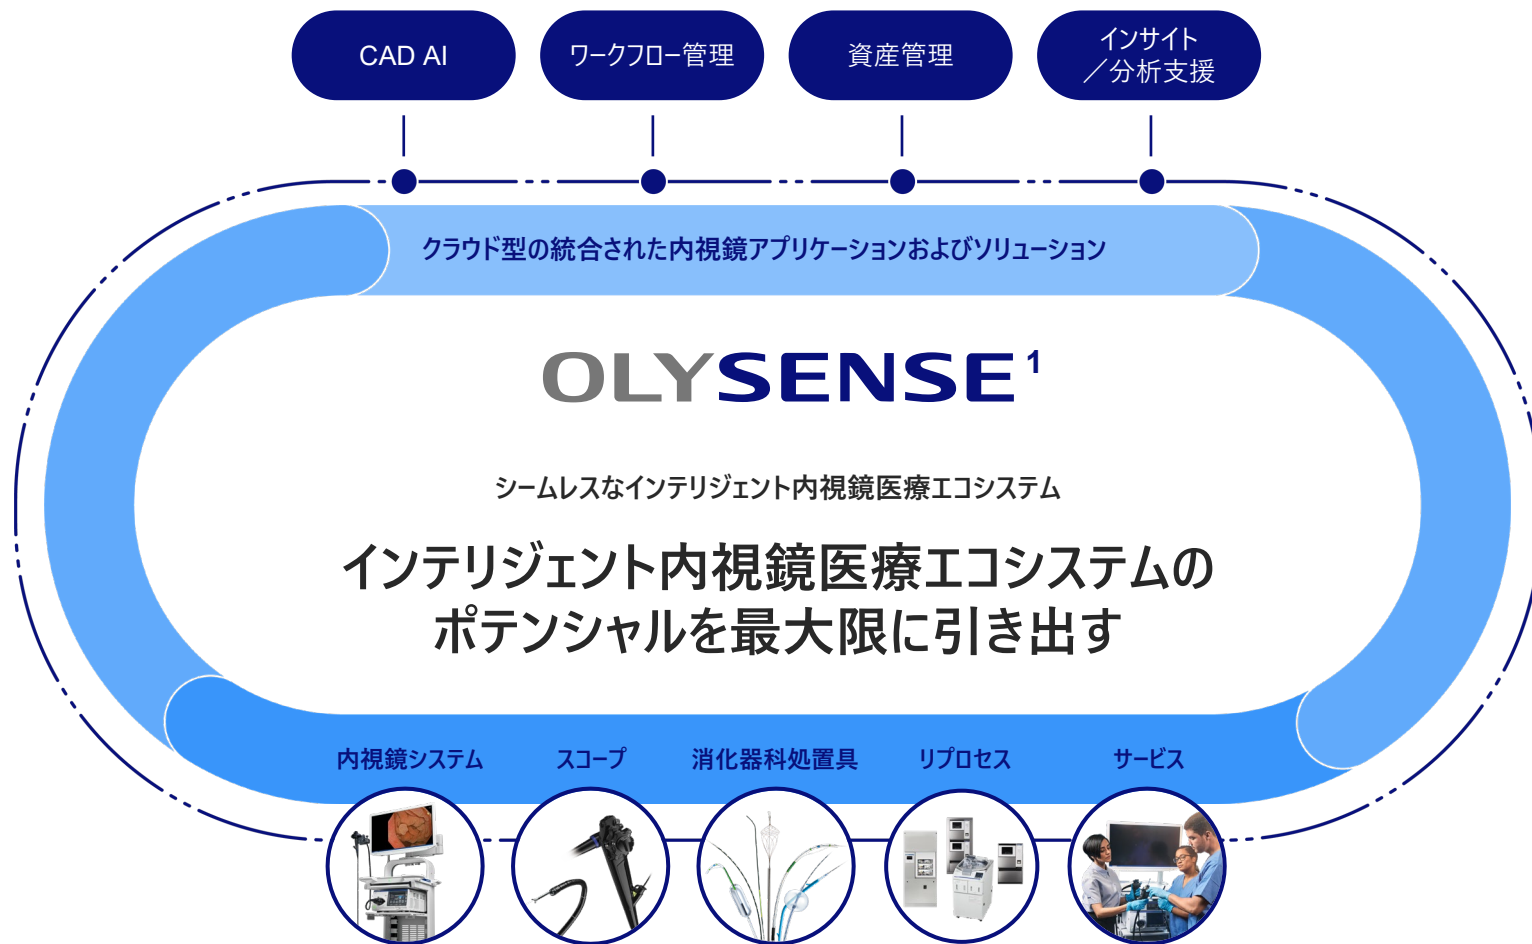 CAD AI
ワークフロー管理
資産管理
インサイト
／分析支援
クラウド型の統合された内視鏡アプリケーションおよびソリューション
OLYSENSE¹
シームレスなインテリジェント内視鏡医療エコシステム
インテリジェント内視鏡医療エコシステムの
ポテンシャルを最大限に引き出す
内視鏡システム
スコープ
消化器科処置具
リプロセス
サービス